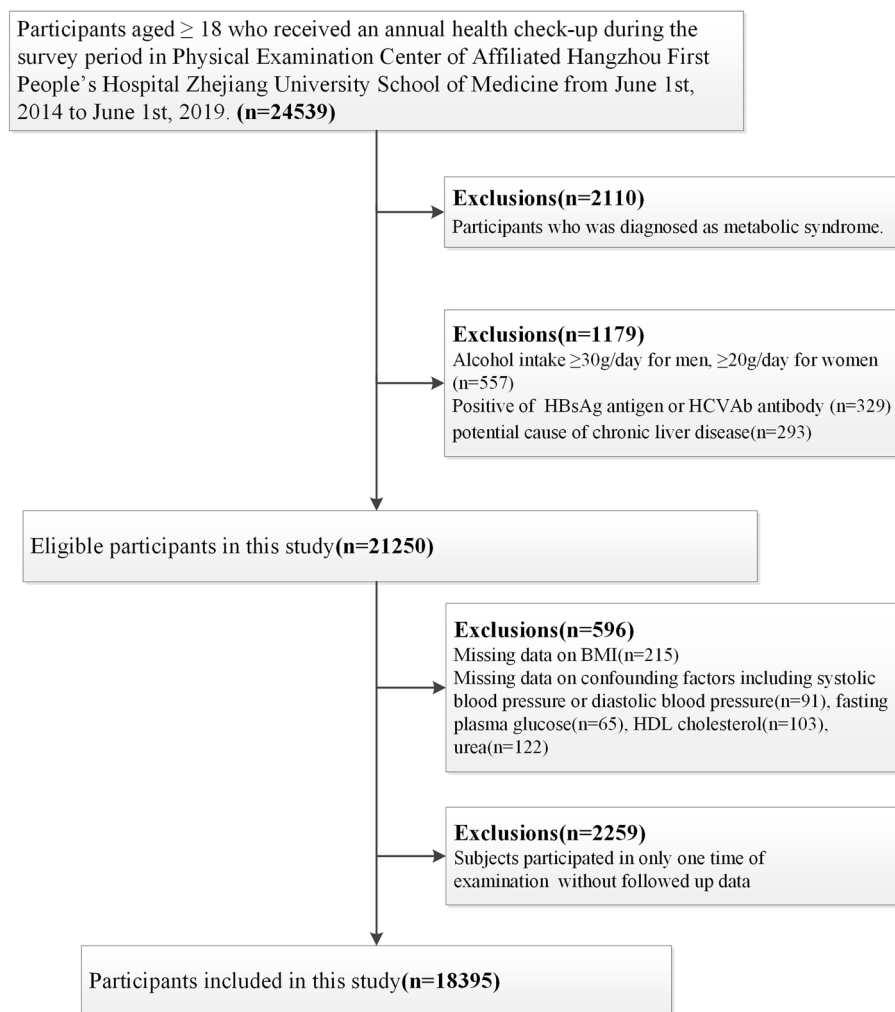 Participants aged ≥ 18 who received an annual health check-up during the
survey period in Physical Examination Center of Affiliated Hangzhou First
People’s Hospital Zhejiang University School of Medicine from June 1st,
2014 to June 1st, 2019. (n=24539)
Exclusions(n=2110)
Participants who was diagnosed as metabolic syndrome.
Exclusions(n=1179)
Alcohol intake ≥30g/day for men, ≥20g/day for women
(n=557)
Positive of HBsAg antigen or HCVAb antibody (n=329)
potential cause of chronic liver disease(n=293)
Eligible participants in this study(n=21250)
Exclusions(n=596)
Missing data on BMI(n=215)
Missing data on confounding factors including systolic
blood pressure or diastolic blood pressure(n=91), fasting
plasma glucose(n=65), HDL cholesterol(n=103),
urea(n=122)
Exclusions(n=2259)
Subjects participated in only one time of
examination without followed up data
Participants included in this study(n=18395)